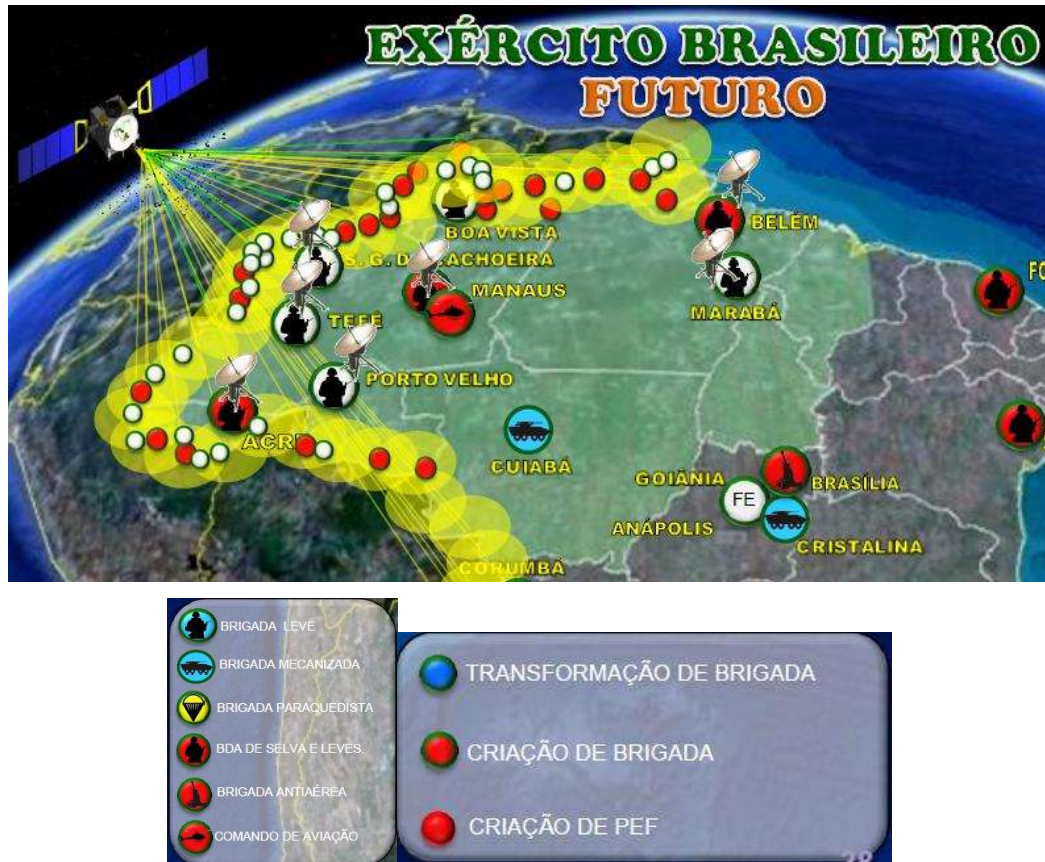 EXÉRCITO BRASILEIRO
FUTURO
BELÉM
BOA VISTA
S. G. D CACHOEIRA
MANAUS
MARABÁ
TEFÉ
PORTO VELHO
ACRE
CUIABÁ
GOIÂNIA
BRASÍLIA
FE
ANÁPOLIS
CRISTALINA
CORUMBÁ
BRIGADA LEVE
BRIGADA MECANIZADA
BRIGADA PARAQUEDISTA
BDA DE SELVA E LEVES.
BRIGADA ANTIAÉREA
COMANDO DE AVIAÇÃO
TRANSFORMAÇÃO DE BRIGADA
CRIAÇÃO DE BRIGADA
CRIAÇÃO DE PEF